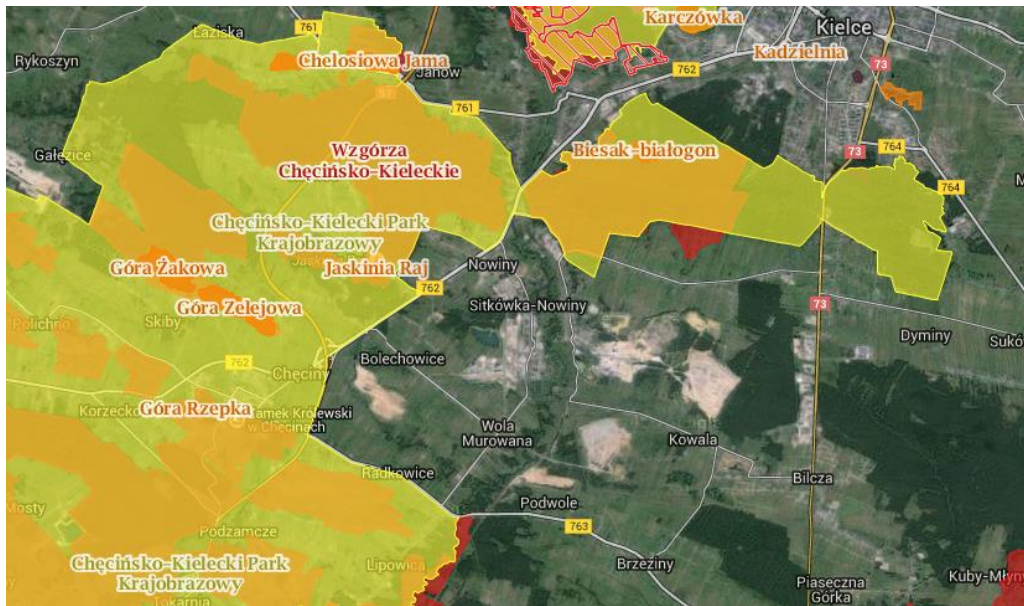 Łaziska
761
Karczówka
Kielce
Rykoszyn
Chelosiowa Jama
Janów
762
Kadzielnia
73
761
Gałęzice
Wzgórza
Chęcińsko-Kieleckie
Biesak-białogon
73
764
764
Chęcińsko-Kielecki Park
Krajobrazowy
Góra Żakowa
Jaskinia Raj
Nowiny
762
Góra Zelejowa
Sitkówka-Nowiny
73
Polichno
Skiby
Dyminy
Bolechowice
762
Chęciny
Korzecko
Góra Rzepka
Zamek Królewski
w Chęcinach
Wola
Murowana
Kowala
Radkowice
Bilcza
Mosty
Podwole
763
Podzamcze
Chęcińsko-Kielecki Park
Krajobrazowy
Lipowica
Brzeziny
Piaseczna
Górka
Kuby-Młyny
Tokarnia